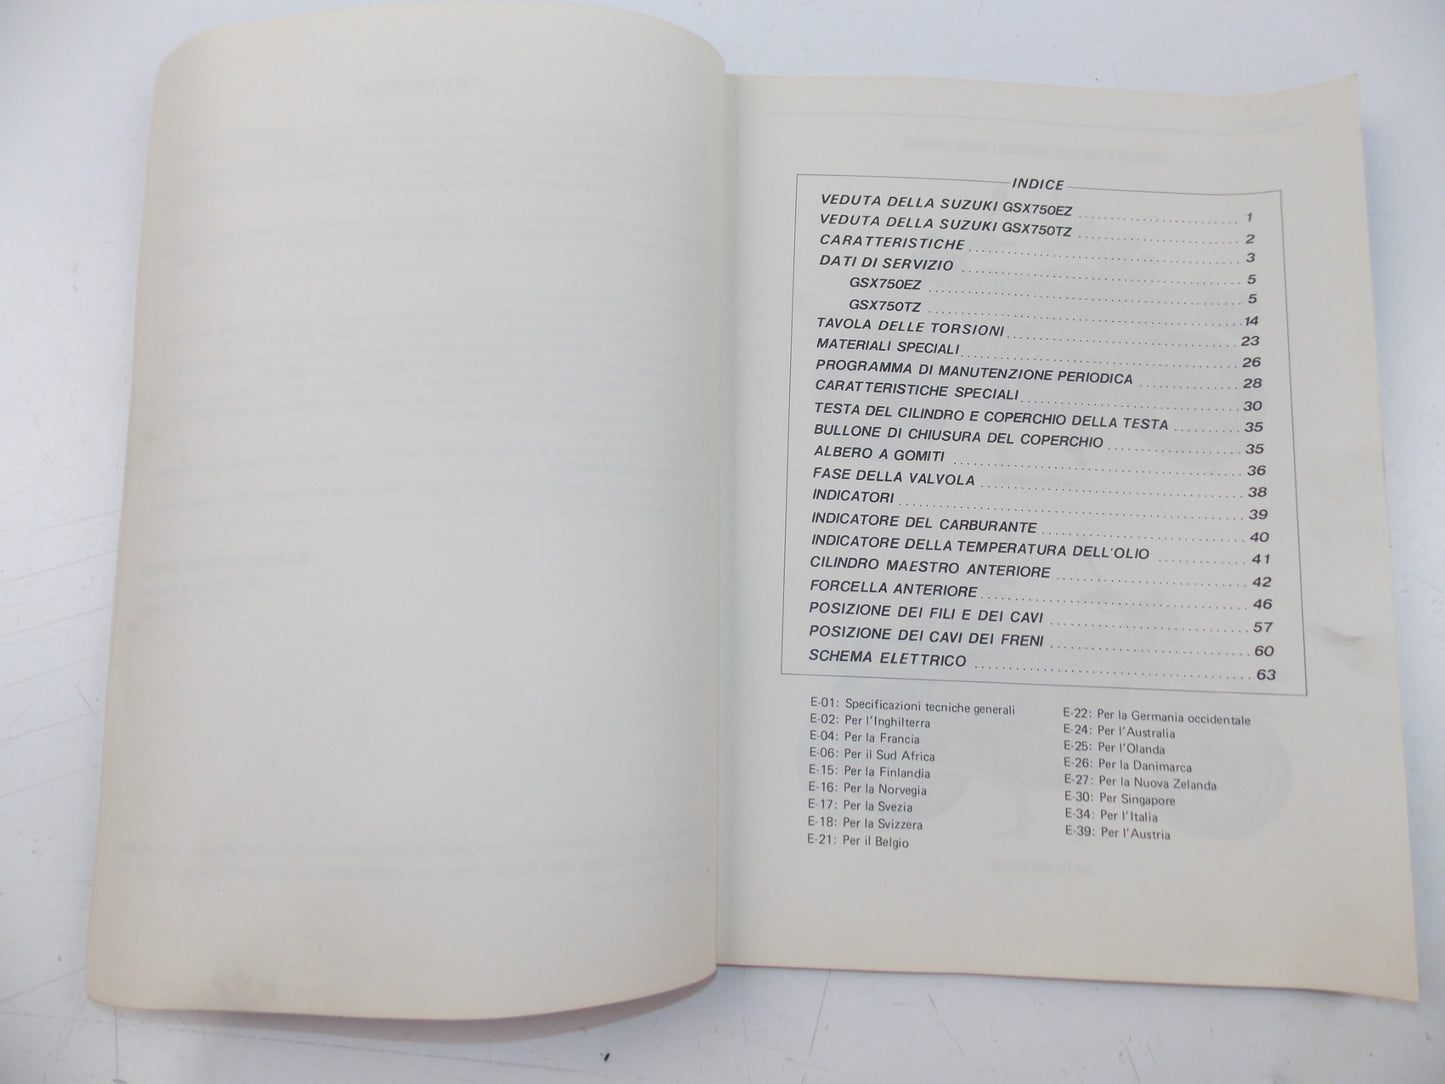 INDICE
VEDUTA DELLA SUZUKI GSX750EZ 1
VEDUTA DELLA SUZUKI GSX750TZ 2
CARATTERISTICHE 3
DATI DI SERVIZIO 5
GSX750EZ 5
GSX750TZ 14
TAVOLA DELLE TORSIONI 23
MATERIALI SPECIALI 26
PROGRAMMA DI MANUTENZIONE PERIODICA 28
CARATTERISTICHE SPECIALI 30
TESTA DEL CILINDRO E COPERCHIO DELLA TESTA 35
BULLONE DI CHIUSURA DEL COPERCHIO 35
ALBERO A GOMITI 36
FASE DELLA VALVOLA 38
INDICATORI 39
INDICATORE DEL CARBURANTE 40
INDICATORE DELLA TEMPERATURA DELL'OLIO 41
CILINDRO MAESTRO ANTERIORE 42
FORCELLA ANTERIORE 46
POSIZIONE DEI FILI E DEI CAVI 57
POSIZIONE DEI CAVI DEI FRENI 60
SCHEMA ELETTRICO 63
E-01: Specificazioni tecniche generali
E-02: Per l'Inghilterra
E-04: Per la Francia
E-06: Per il Sud Africa
E-15: Per la Finlandia
E-16: Per la Norvegia
E-17: Per la Svezia
E-18: Per la Svizzera
E-21: Per il Belgio
E-22: Per la Germania occidentale
E-24: Per l'Australia
E-25: Per l'Olanda
E-26: Per la Danimarca
E-27: Per la Nuova Zelanda
E-30: Per Singapore
E-34: Per l'Italia
E-39: Per l'Austria
PREMESSA